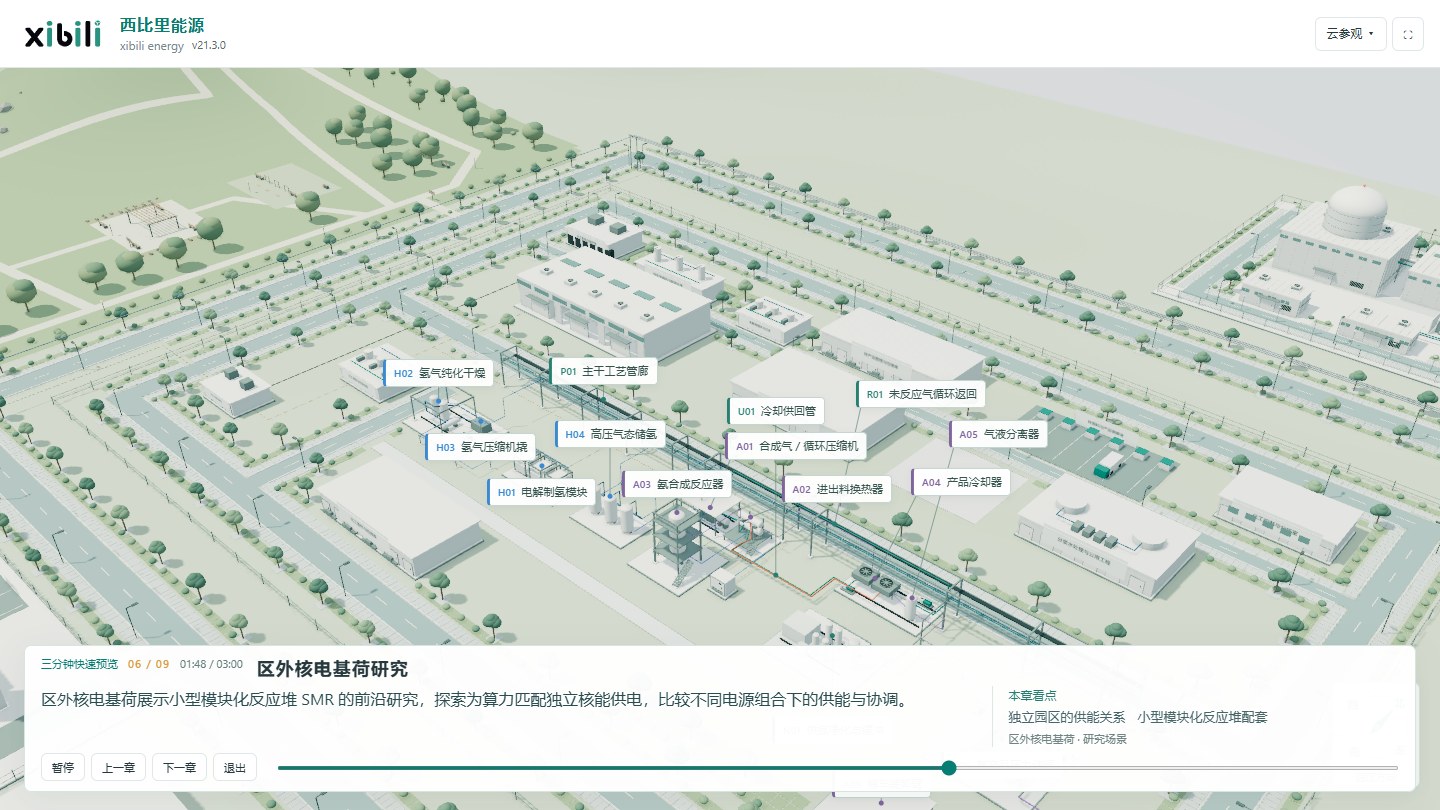 xibili
西比里能源
xibili energy v21.3.0
云参观
H02 氢气纯化干燥
P01 主干工艺管廊
R01 未反应气循环返回
U01 冷却供回管
H03 氢气压缩机撬
H04 高压气态储氢
A01 合成气 / 循环压缩机
A05 气液分离器
H01 电解制氢模块
A03 氨合成反应器
A02 进出料换热器
A04 产品冷却器
三分钟快速预览 06 / 09 01:48 / 03:00 区外核电基荷研究
区外核电基荷展示小型模块化反应堆 SMR 的前沿研究，探索为算力匹配独立核能供电，比较不同电源组合下的供能与协调。
本章看点
独立园区的供能关系 小型模块化反应堆配套
区外核电基荷 · 研究场景
暂停 上一章 下一章 退出